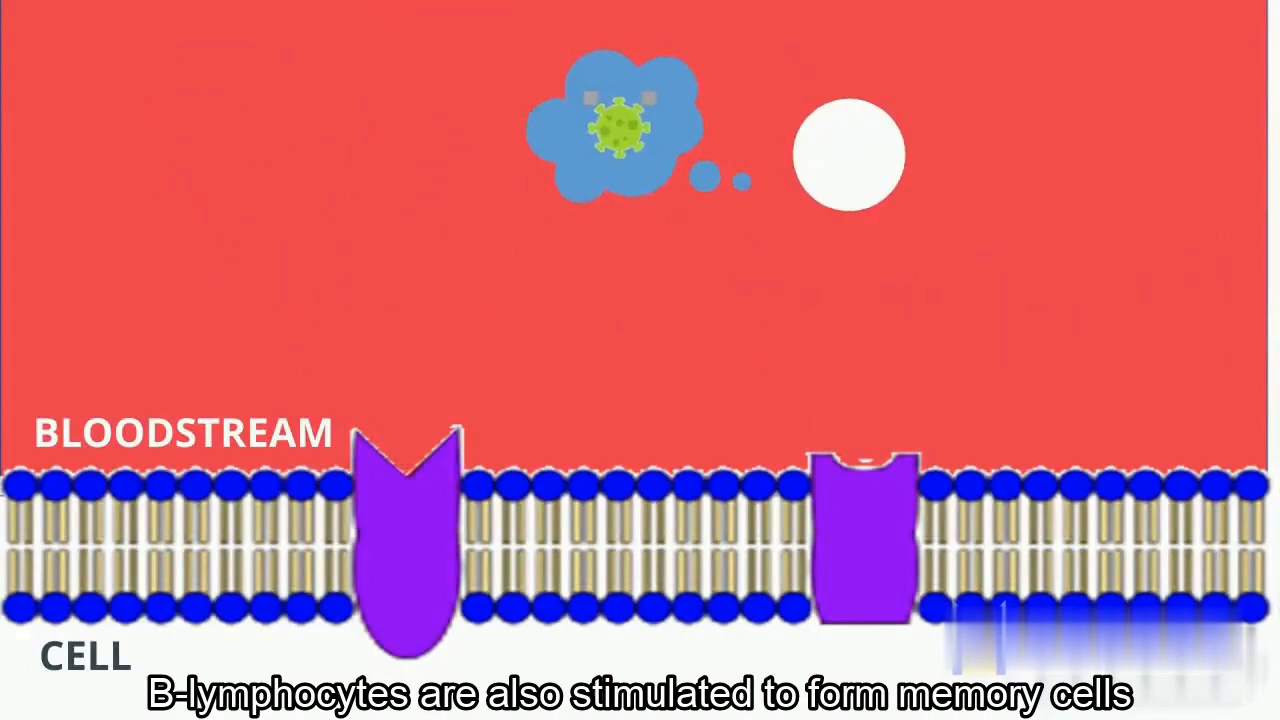 BLOODSTREAM
CELL
B-lymphocytes are also stimulated to form memory cells